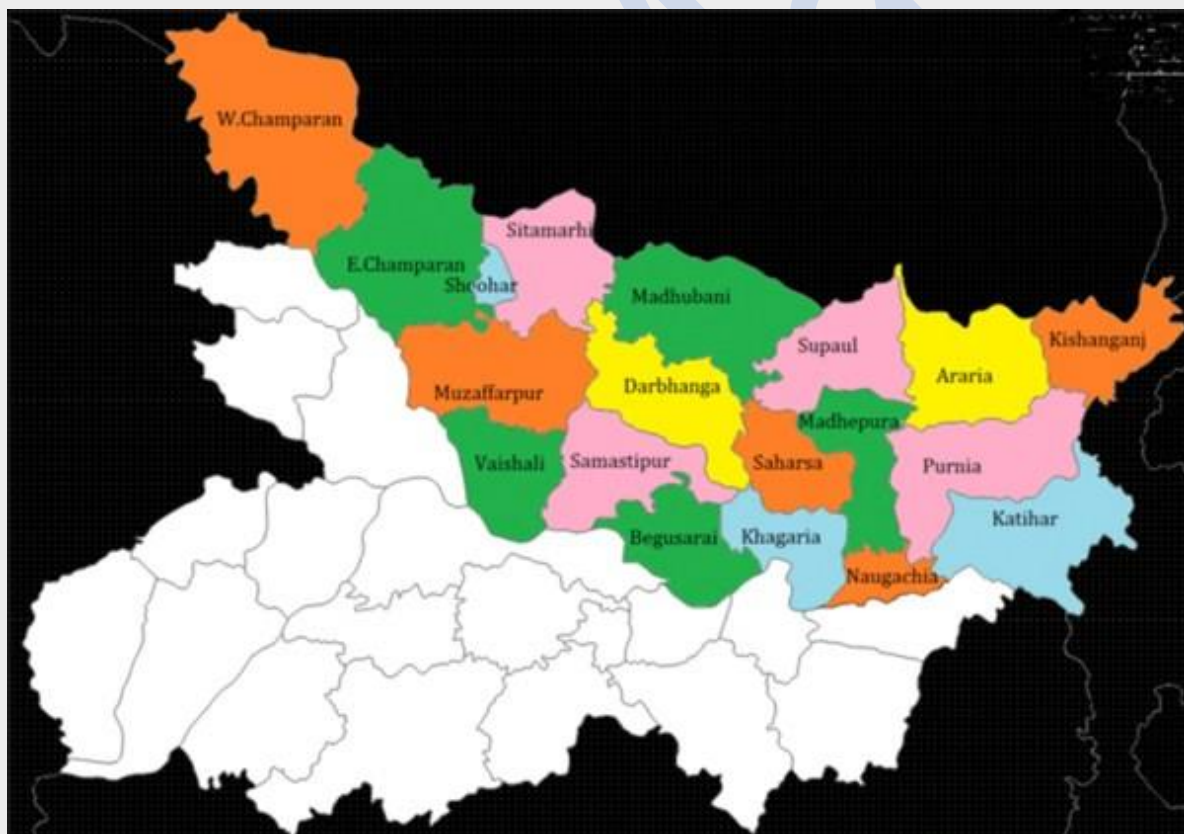 W.Champaran
Sitamarhi
E.Champaran
Sheohar
Madhubani
Supaul
Kishanganj
Araria
Darbhanga
Muzaffarpur
Madhepura
Vaishali
Samastipur
Saharsa
Purnia
Katihar
Begusarai
Khagaria
Naugachia